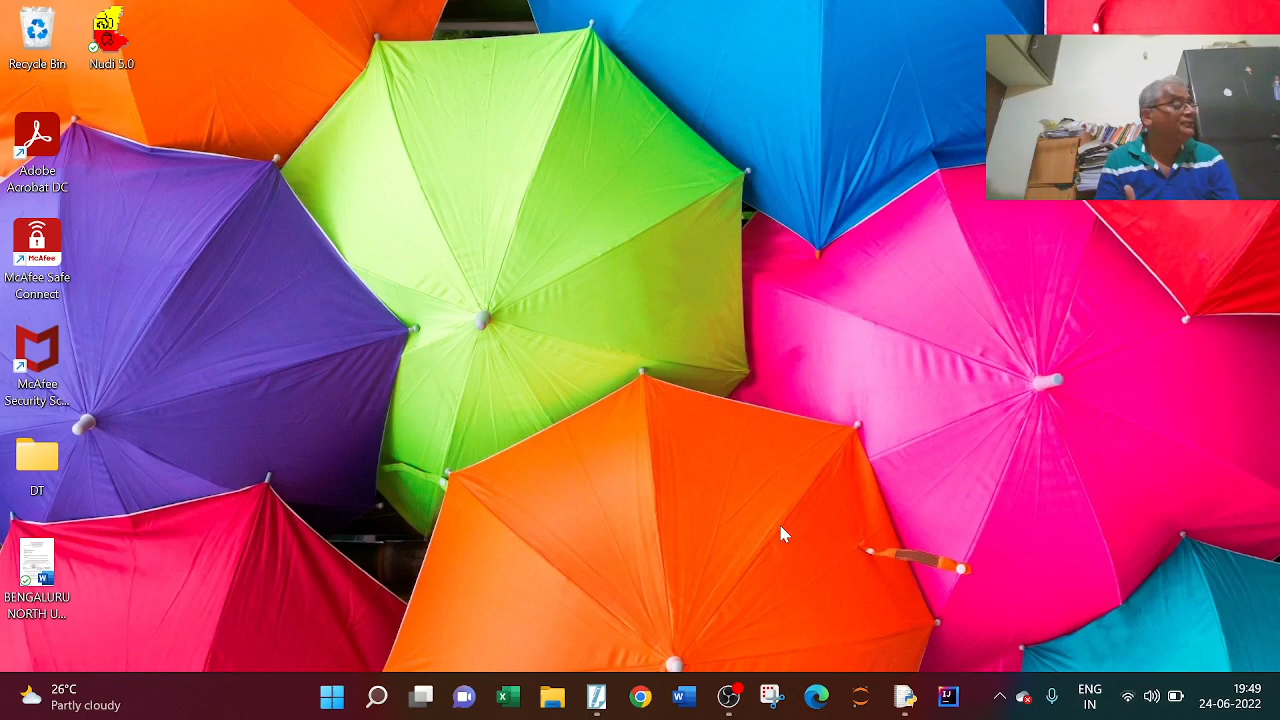 Recycle Bin
Nudi 5.0
Adobe
Acrobat DC
McAfee
McAfee Safe
Connect
McAfee
Security Sc...
DT
BENGALURU
NORTH U...
26°C
Partly cloudy
ENG
IN
19:49
24-06-2022